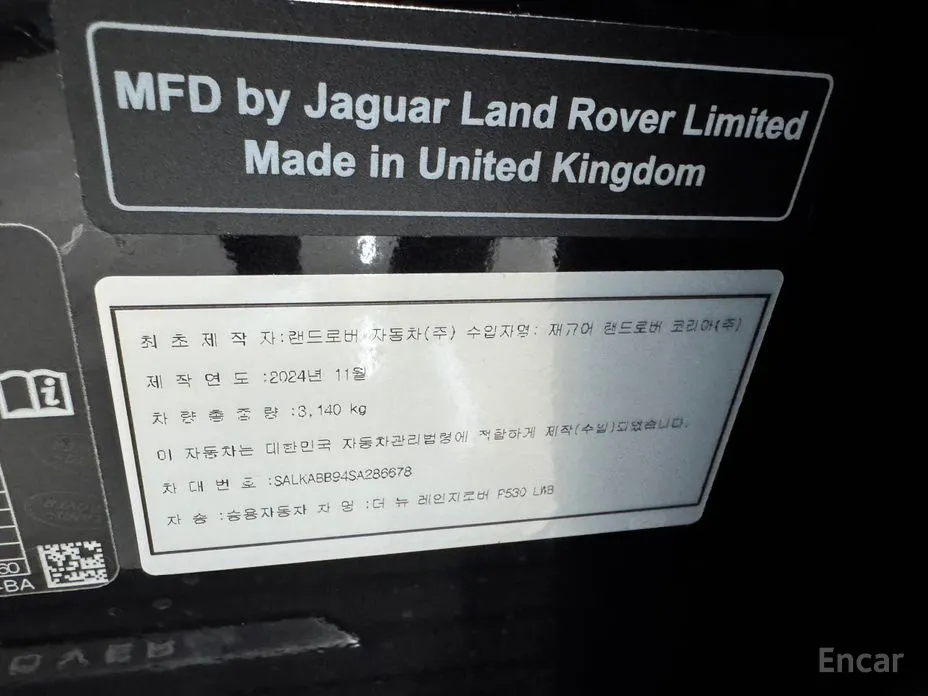 MFD by Jaguar Land Rover Limited
Made in United Kingdom
최 초 제 작 자:랜드로버 자동차(주) 수입자명: 재규어 랜드로버 코리아(주)
제 작 연 도 :2024년 11월
차 량 총 중 량 :3,140 kg
이 자동차는 대한민국 자동차관리법령에 적합하게 제작(수입)되었습니다.
차 대 번 호 :SALKABB94SA286678
차 종 :승용자동차 차 명 :더 뉴 레인지로버 P530 LWB
60
-BA
Encar